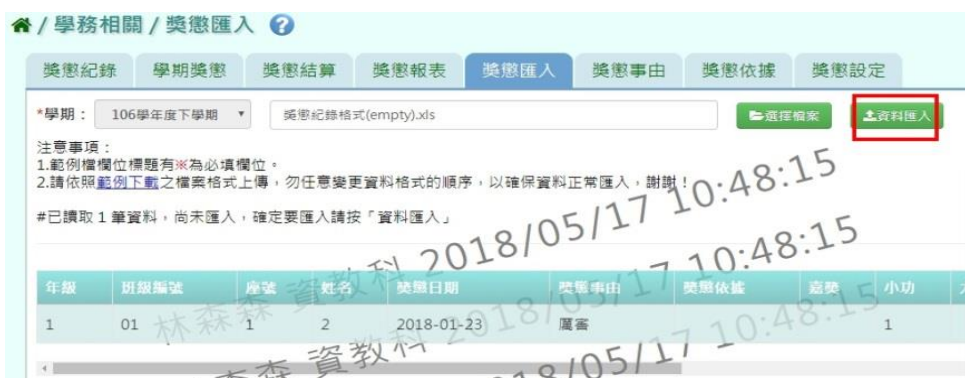 / 學務相關 / 獎懲匯入 ?
獎懲紀錄 學期獎懲 獎懲結算 獎懲報表 獎懲匯入 獎懲事由 獎懲依據 獎懲設定
*學期： 106學年度下學期 獎懲紀錄格式(empty).xls 選擇檔案 資料匯入
注意事項：
1.範例檔欄位標題有※為必填欄位。
2.請依照範例下載之檔案格式上傳，勿任意變更資料格式的順序，以確保資料正常匯入，謝謝！
#已讀取 1 筆資料，尚未匯入，確定要匯入請按「資料匯入」
年級 班級編號 座號 姓名 獎懲日期 獎懲事由 獎懲依據 嘉獎 小功
1 01 1 2 2018-01-23 厲害 1
林森森 資教科 2018/05/17 10:48:15
森 資教科 2018/05/17 10:48:15